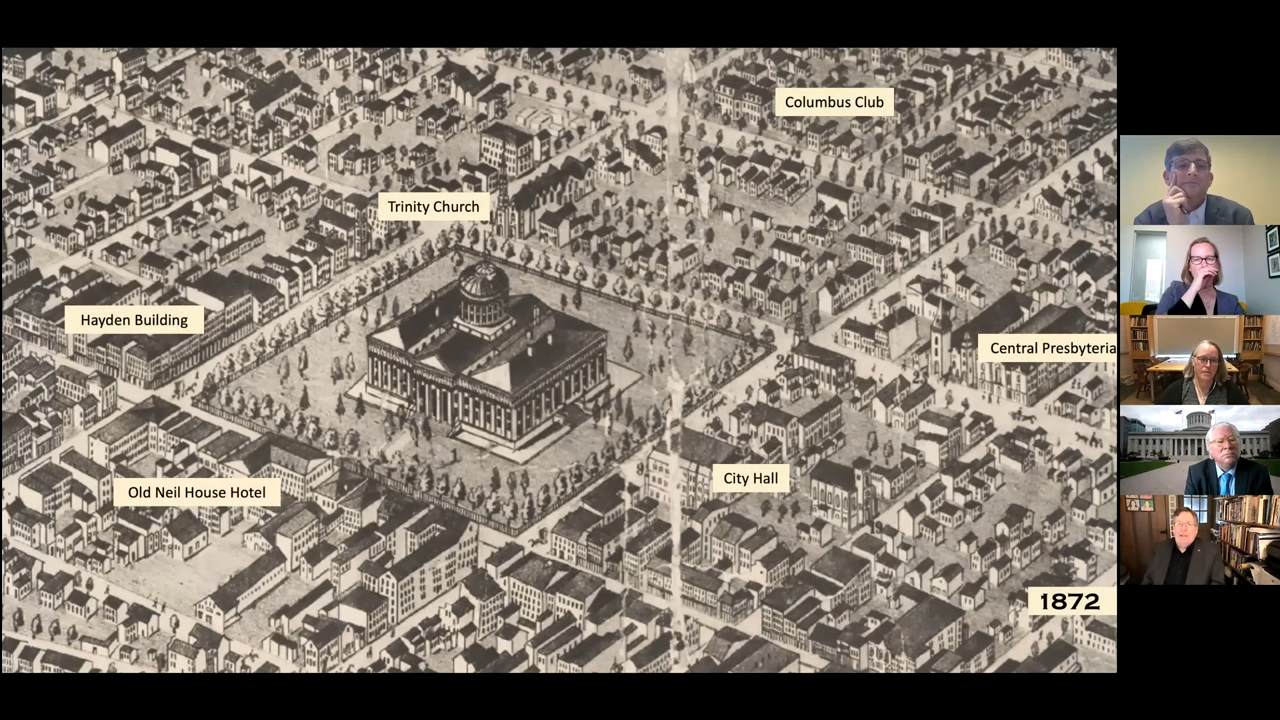 Columbus Club
Trinity Church
Hayden Building
Central Presbyteria
City Hall
Old Neil House Hotel
1872